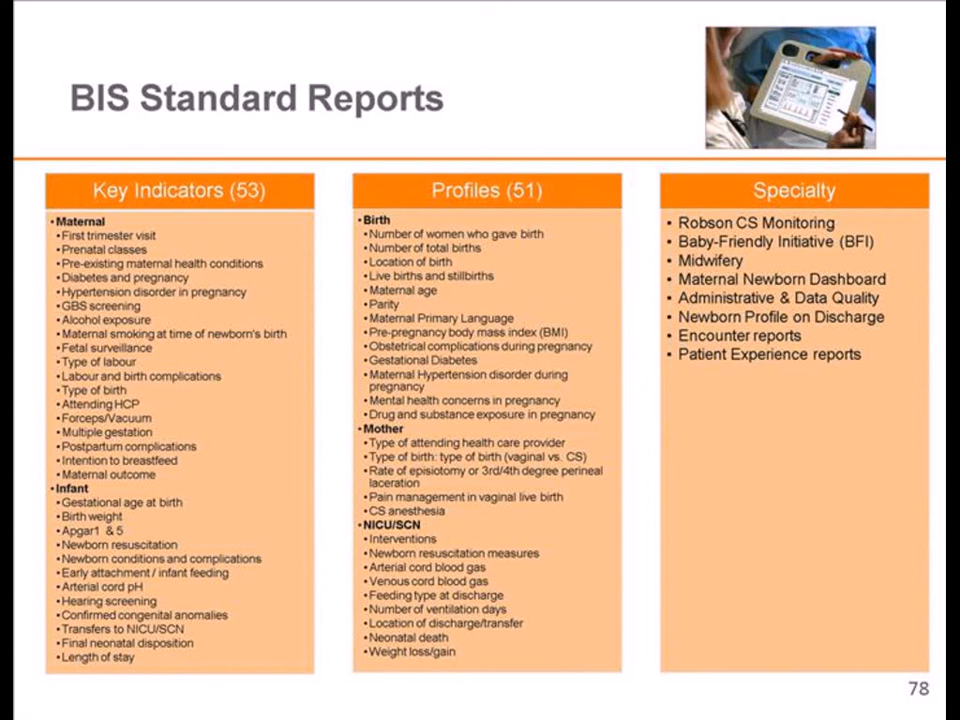 BIS Standard Reports
Key Indicators (53)
• Maternal
• First trimester visit
• Prenatal classes
• Pre-existing maternal health conditions
• Diabetes and pregnancy
• Hypertension disorder in pregnancy
• GBS screening
• Alcohol exposure
• Maternal smoking at time of newborn's birth
• Fetal surveillance
• Type of labour
• Labour and birth complications
• Type of birth
• Attending HCP
• Forceps/Vacuum
• Multiple gestation
• Postpartum complications
• Intention to breastfeed
• Maternal outcome
• Infant
• Gestational age at birth
• Birth weight
• Apgar1 & 5
• Newborn resuscitation
• Newborn conditions and complications
• Early attachment / infant feeding
• Arterial cord pH
• Hearing screening
• Confirmed congenital anomalies
• Transfers to NICU/SCN
• Final neonatal disposition
• Length of stay
Profiles (51)
• Birth
• Number of women who gave birth
• Number of total births
• Location of birth
• Live births and stillbirths
• Maternal age
• Parity
• Maternal Primary Language
• Pre-pregnancy body mass index (BMI)
• Obstetrical complications during pregnancy
• Gestational Diabetes
• Maternal Hypertension disorder during
pregnancy
• Mental health concerns in pregnancy
• Drug and substance exposure in pregnancy
• Mother
• Type of attending health care provider
• Type of birth: type of birth (vaginal vs. CS)
• Rate of episiotomy or 3rd/4th degree perineal
laceration
• Pain management in vaginal live birth
• CS anesthesia
• NICU/SCN
• Interventions
• Newborn resuscitation measures
• Arterial cord blood gas
• Venous cord blood gas
• Feeding type at discharge
• Number of ventilation days
• Location of discharge/transfer
• Neonatal death
• Weight loss/gain
Specialty
• Robson CS Monitoring
• Baby-Friendly Initiative (BFI)
• Midwifery
• Maternal Newborn Dashboard
• Administrative & Data Quality
• Newborn Profile on Discharge
• Encounter reports
• Patient Experience reports
78